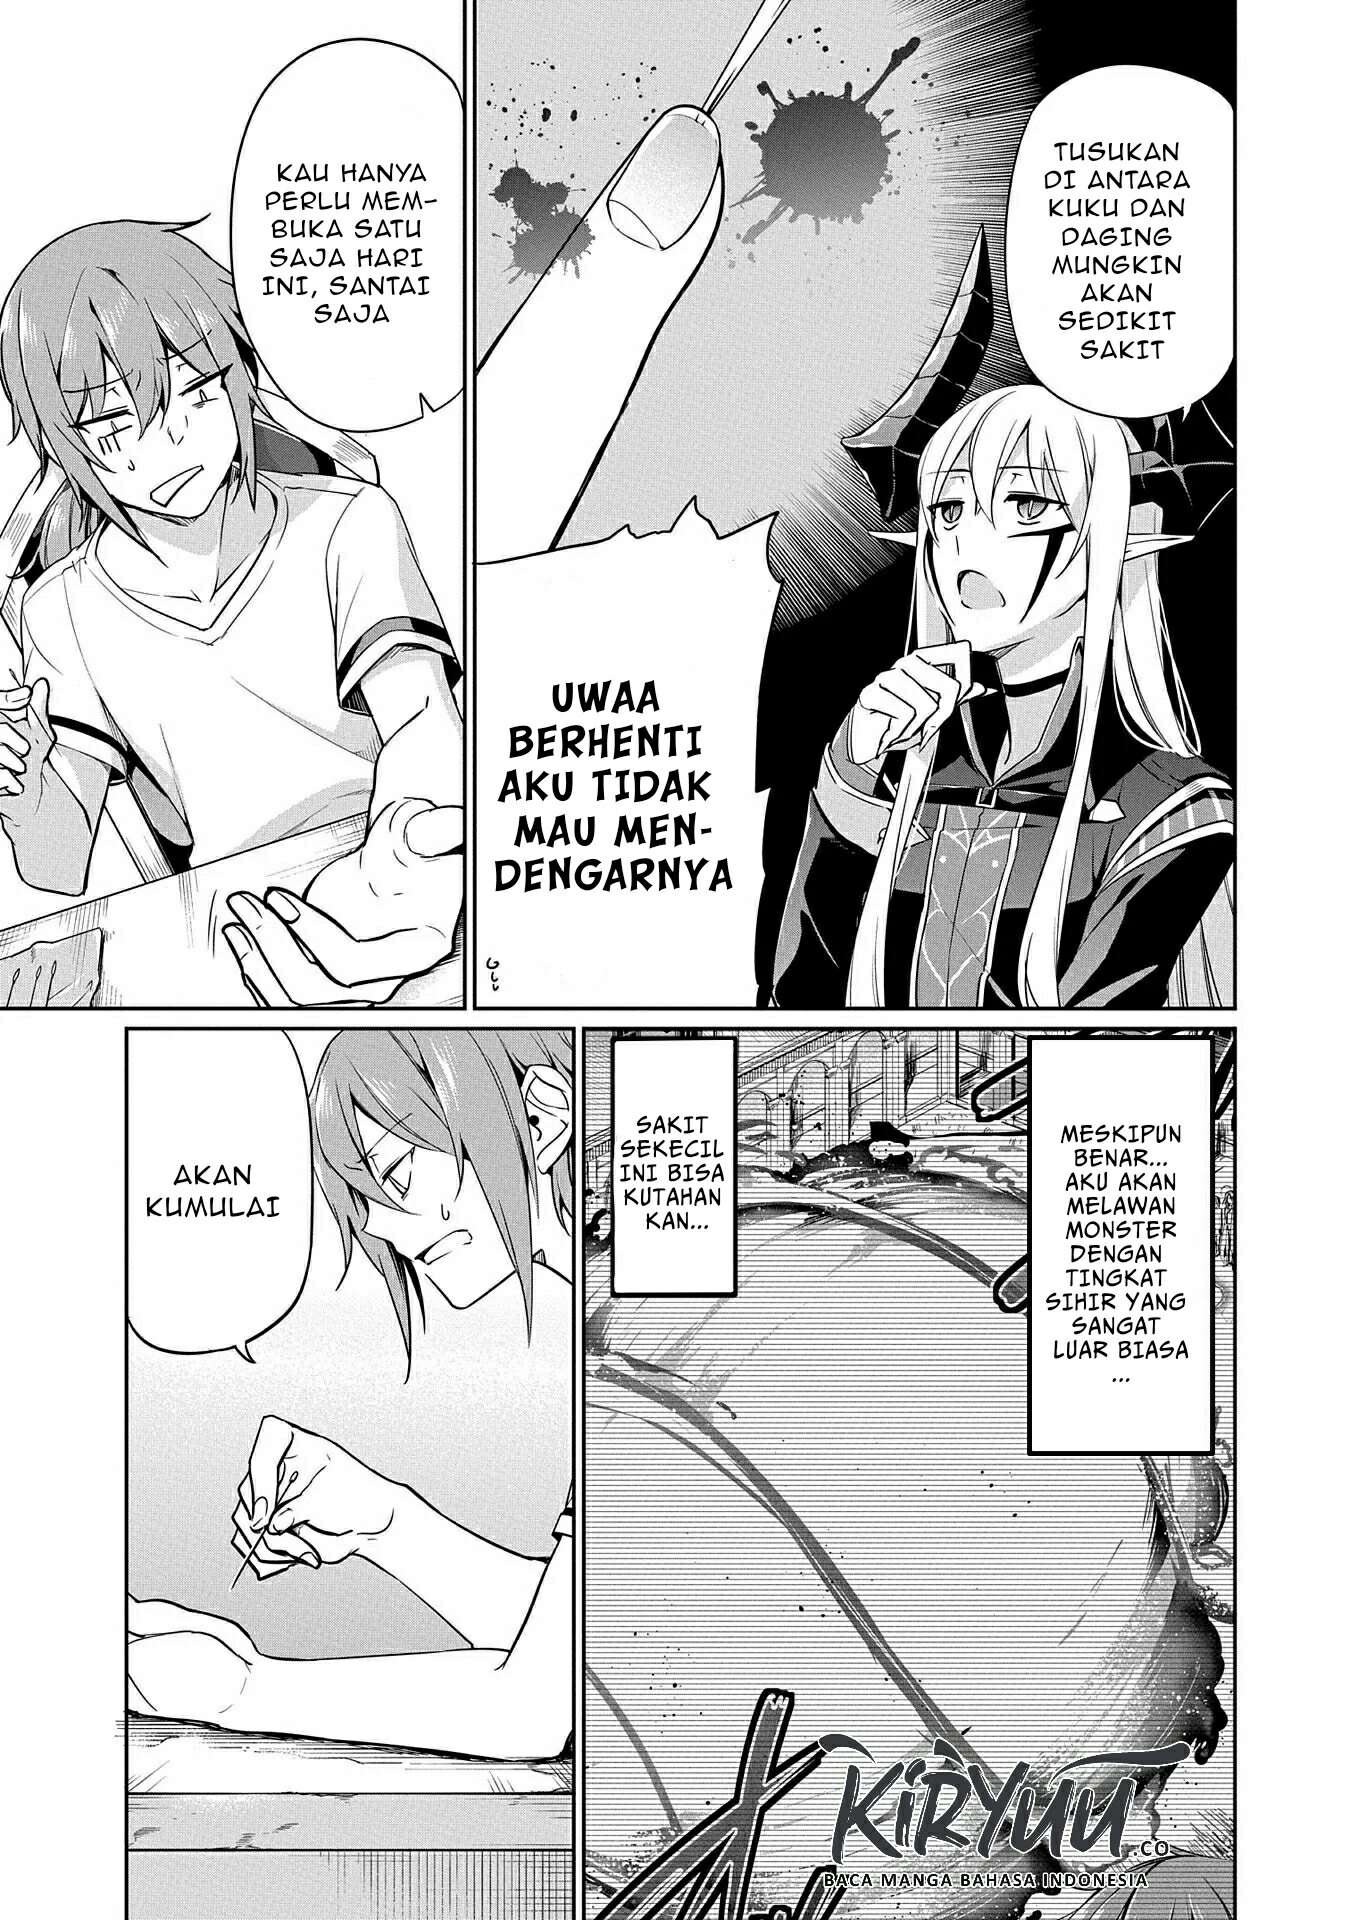 TUSUKAN
DI ANTARA
KUKU DAN
DAGING
MUNGKIN
AKAN
SEDIKIT
SAKIT
UWAA
BERHENTI
AKU TIDAK
MAU MEN-
DENGARNYA
KAU HANYA
PERLU MEM-
BUKA SATU
SAJA HARI
INI, SANTAI
SAJA
MESKIPUN
BENAR...
AKU AKAN
MELAWAN
MONSTER
DENGAN
TINGKAT
SIHIR YANG
SANGAT
LUAR BIASA
...
SAKIT
SEKECIL
INI BISA
KUTAHAN
KAN...
AKAN
KUMULAI
KIRYUU.CO
BACA MANGA BAHASA INDONESIA